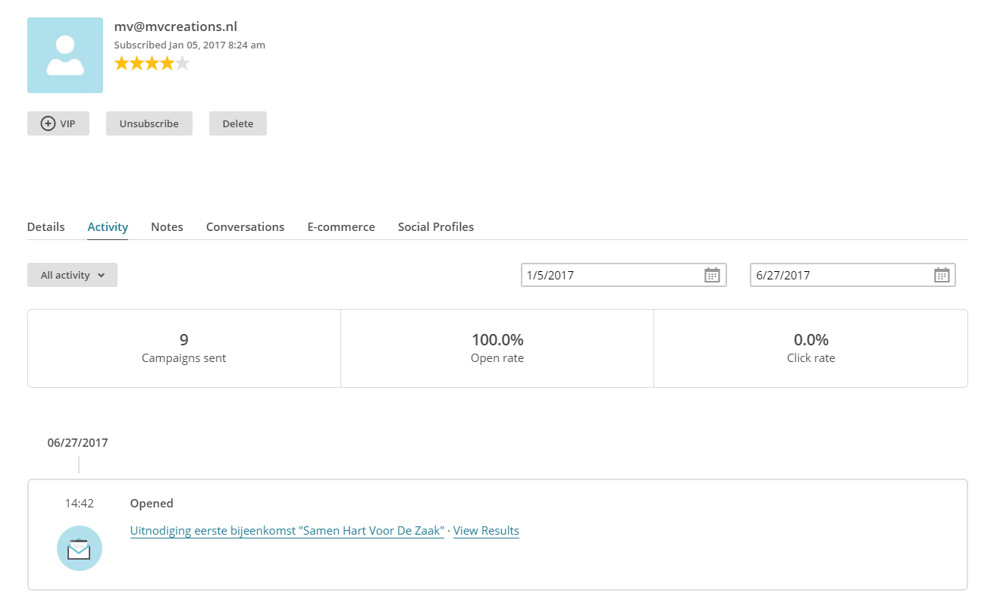 mv@mvcreations.nl
Subscribed Jan 05, 2017 8:24 am
VIP
Unsubscribe
Delete
Details
Activity
Notes
Conversations
E-commerce
Social Profiles
All activity
1/5/2017
6/27/2017
9
Campaigns sent
100.0%
Open rate
0.0%
Click rate
06/27/2017
14:42
Opened
Uitnodiging eerste bijeenkomst "Samen Hart Voor De Zaak" · View Results